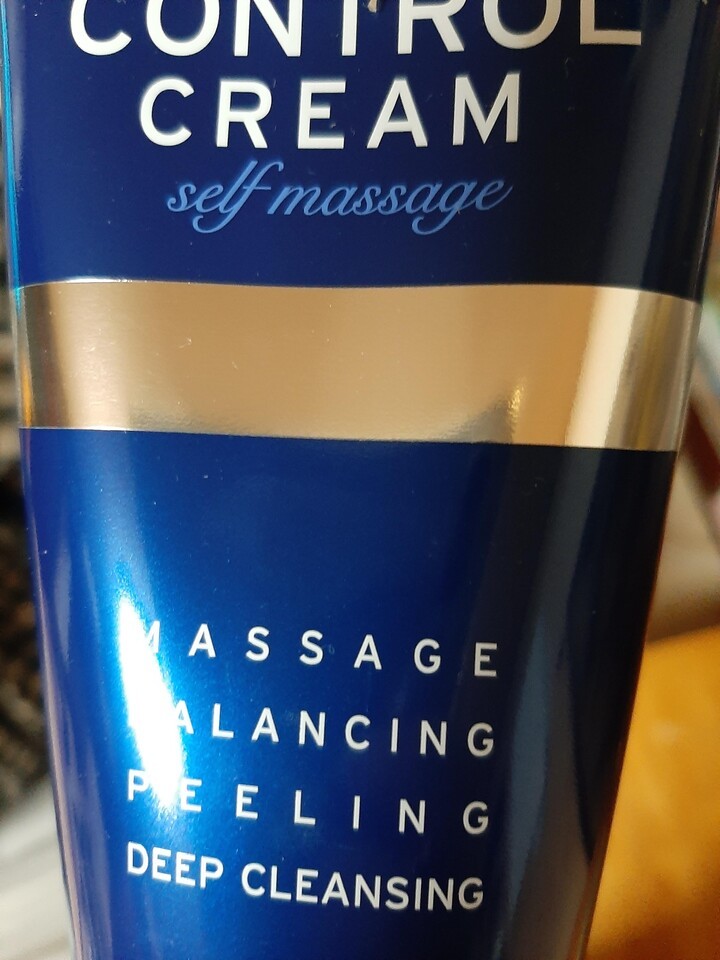 CONTROL
CREAM
self massage
MASSAGE
BALANCING
PEELING
DEEP CLEANSING